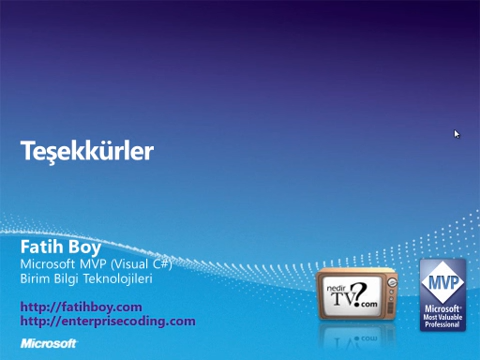 Teşekkürler
Fatih Boy
Microsoft MVP (Visual C#)
Birim Bilgi Teknolojileri
http://fatihboy.com
http://enterprisecoding.com
nedir
TV?.com
MVP
Microsoft®
Most Valuable
Professional
Microsoft®